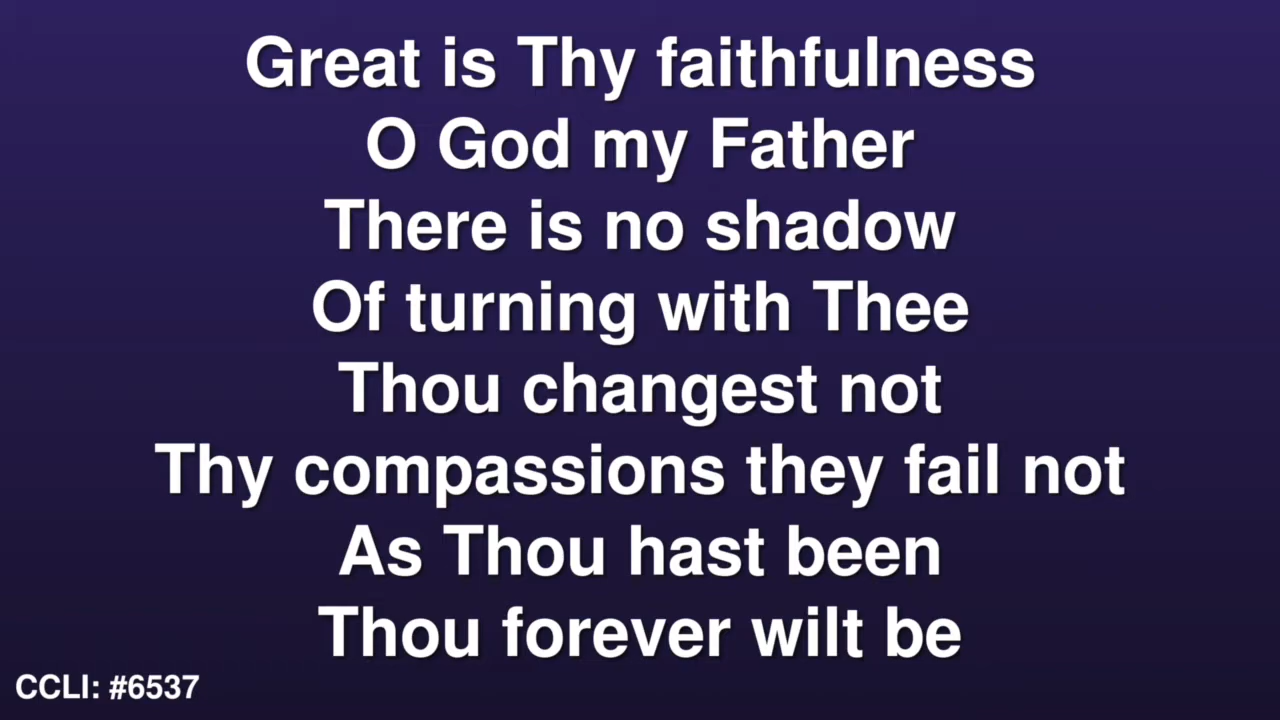 Great is Thy faithfulness
O God my Father
There is no shadow
Of turning with Thee
Thou changest not
Thy compassions they fail not
As Thou hast been
Thou forever wilt be
CCLI: #6537